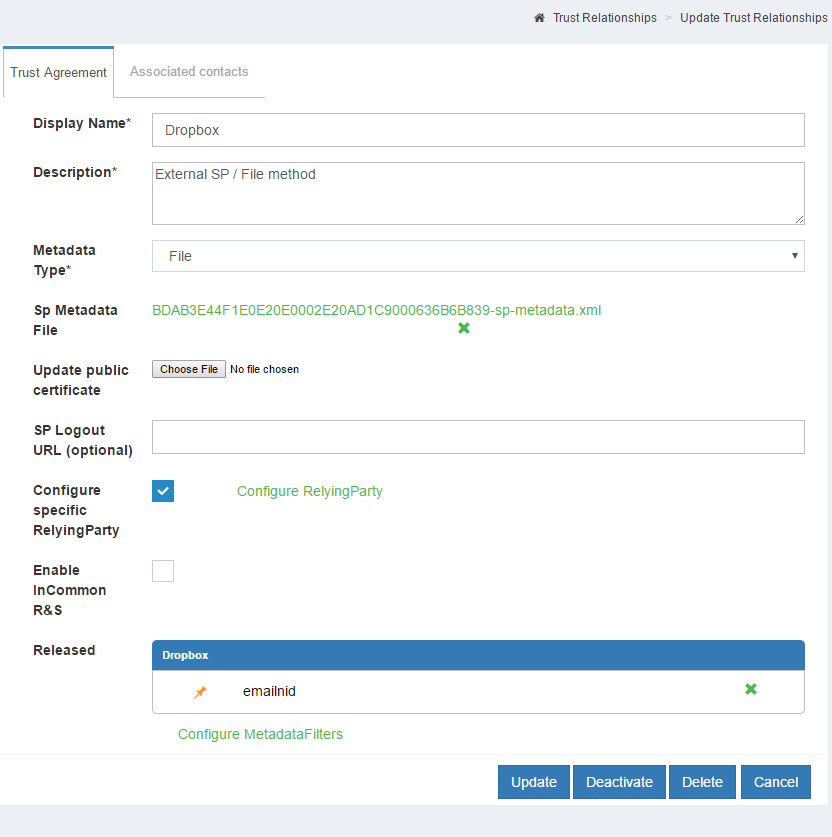 Trust Relationships > Update Trust Relationships
Trust Agreement Associated contacts
Display Name*
Dropbox
Description*
External SP / File method
Metadata
Type*
File
Sp Metadata
File
BDAB3E44F1E0E20E0002E20AD1C9000636B6B839-sp-metadata.xml
Update public
certificate
Choose File No file chosen
SP Logout
URL (optional)
Configure
specific
RelyingParty
Configure RelyingParty
Enable
InCommon
R&S
Released
Dropbox
emailnid
Configure MetadataFilters
Update Deactivate Delete Cancel